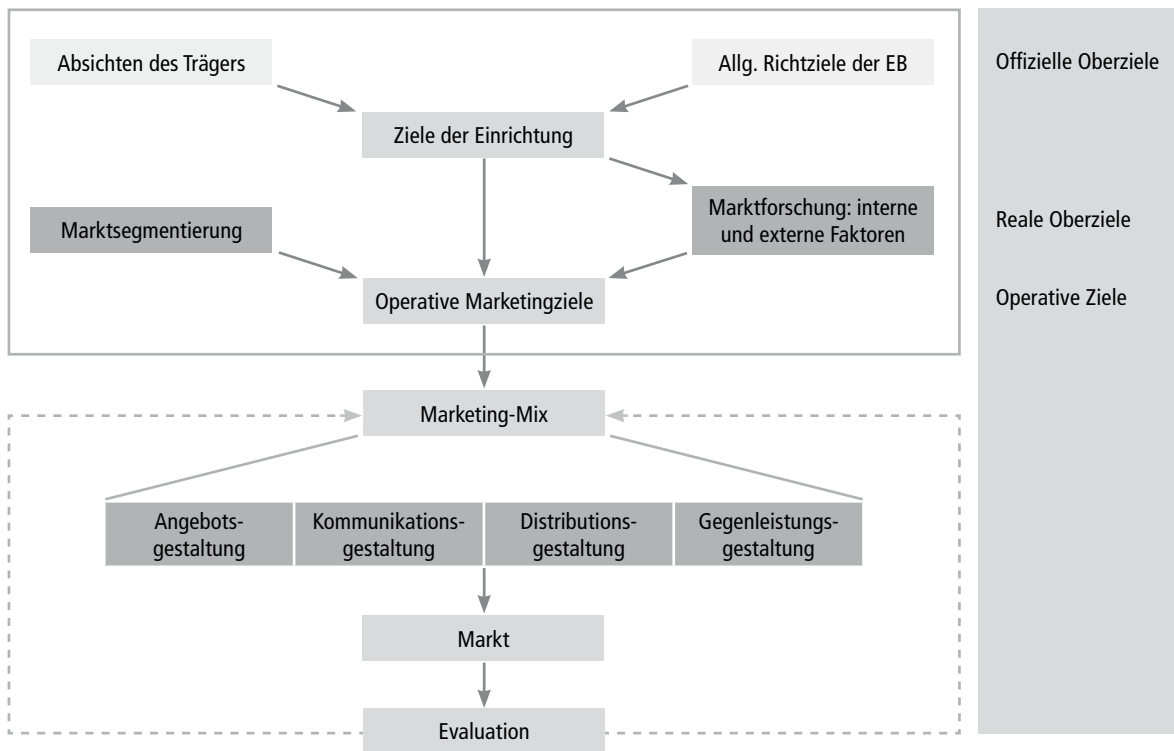 Absichten des Trägers
Allg. Richtziele der EB
Offizielle Oberziele
Ziele der Einrichtung
Marktsegmentierung
Marktforschung: interne
und externe Faktoren
Reale Oberziele
Operative Marketingziele
Operative Ziele
Marketing-Mix
Angebots-
gestaltung
Kommunikations-
gestaltung
Distributions-
gestaltung
Gegenleistungs-
gestaltung
Markt
Evaluation